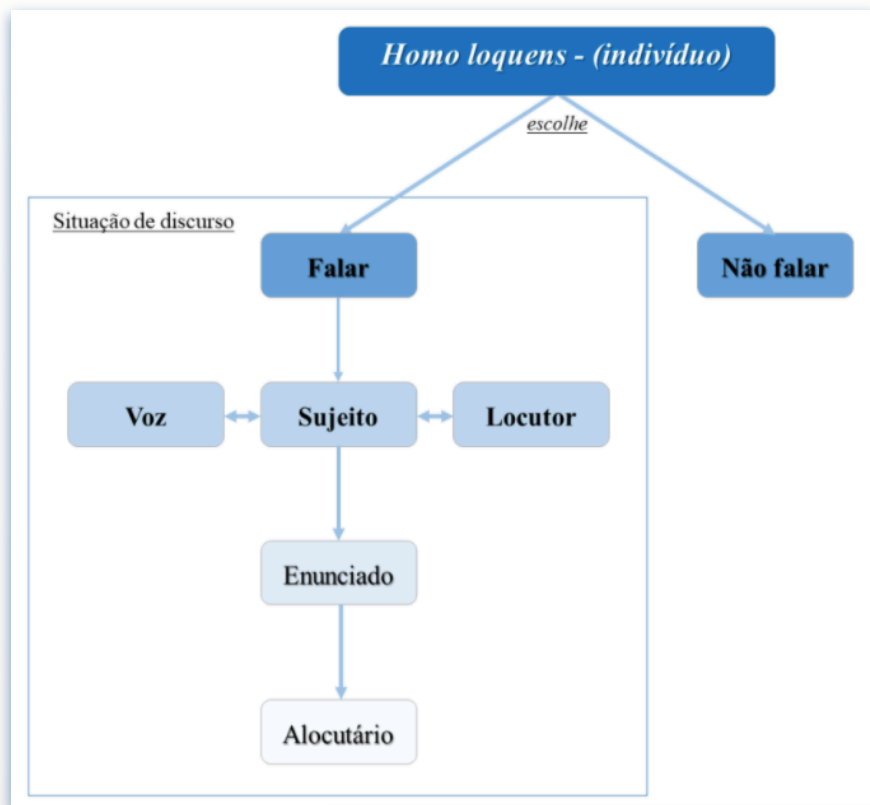 Homo loquens - (indivíduo)
escolhe
Situação de discurso
Falar
Não falar
Voz
Sujeito
Locutor
Enunciado
Alocutário